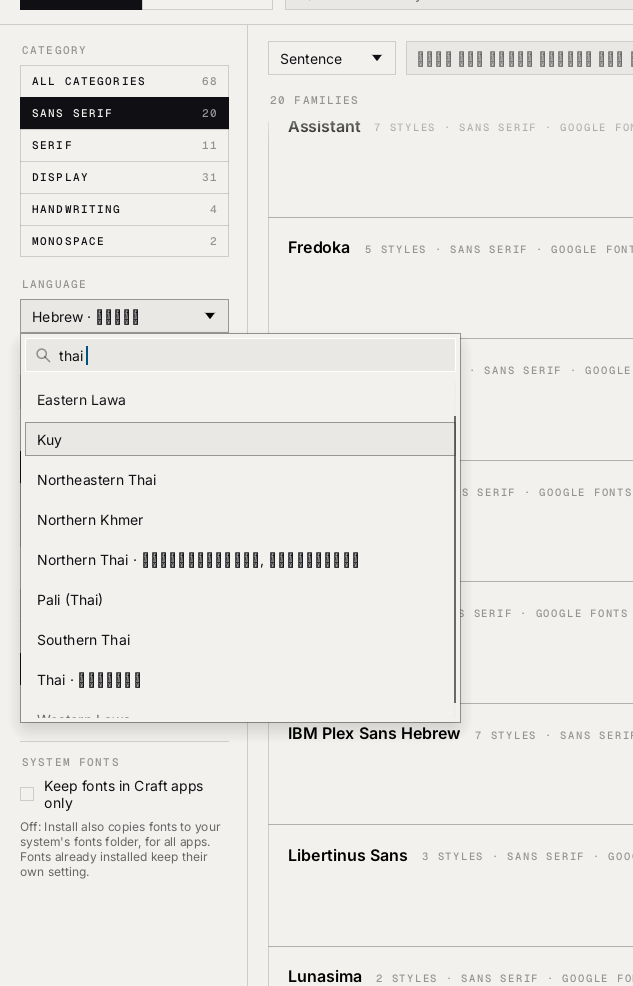 CATEGORY
ALL CATEGORIES 68
SANS SERIF 20
SERIF 11
DISPLAY 31
HANDWRITING 4
MONOSPACE 2
LANGUAGE
Hebrew ·
thai
Eastern Lawa
Kuy
Northeastern Thai
Northern Khmer
Northern Thai ·
Pali (Thai)
Southern Thai
Thai ·
SYSTEM FONTS
Keep fonts in Craft apps
only
Off: Install also copies fonts to your
system's fonts folder, for all apps.
Fonts already installed keep their
own setting.
Sentence
20 FAMILIES
Assistant 7 STYLES · SANS SERIF · GOOGLE
Fredoka 5 STYLES · SANS SERIF · GOOGLE
· SANS SERIF · GOOGLE
SERIF · GOOGLE FONTS
SERIF · GOOGLE FONTS
IBM Plex Sans Hebrew 7 STYLES · SANS
Libertinus Sans 3 STYLES · SANS SERIF ·
Lunasima 2 STYLES · SANS SERIF · GOOGLE